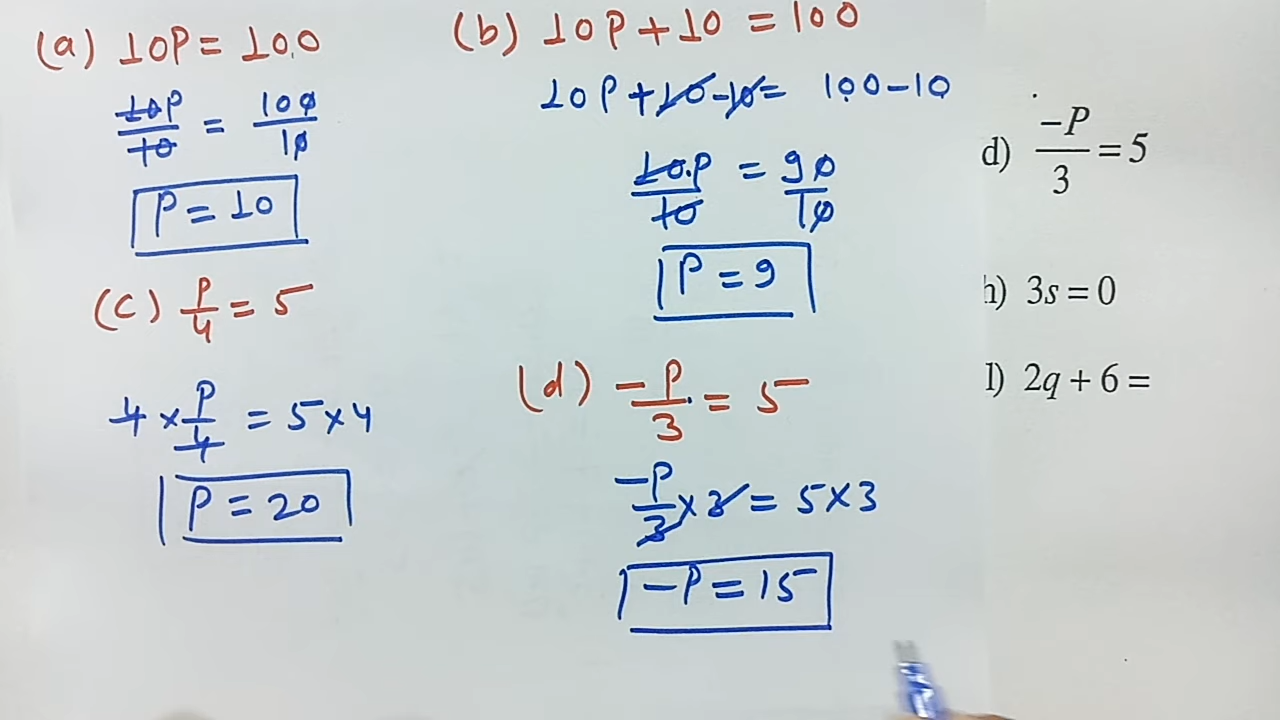 (a) 10P = 100
10P/10 = 100/10
P = 10
(b) 10P + 10 = 100
10P + 10 - 10 = 100 - 10
10.P/10 = 90/10
P = 9
(c) P/4 = 5
4 × P/4 = 5 × 4
P = 20
(d) -P/3 = 5
-P/3 × 3 = 5 × 3
-P = 15
d) -P/3 = 5
h) 3s = 0
l) 2q + 6 =